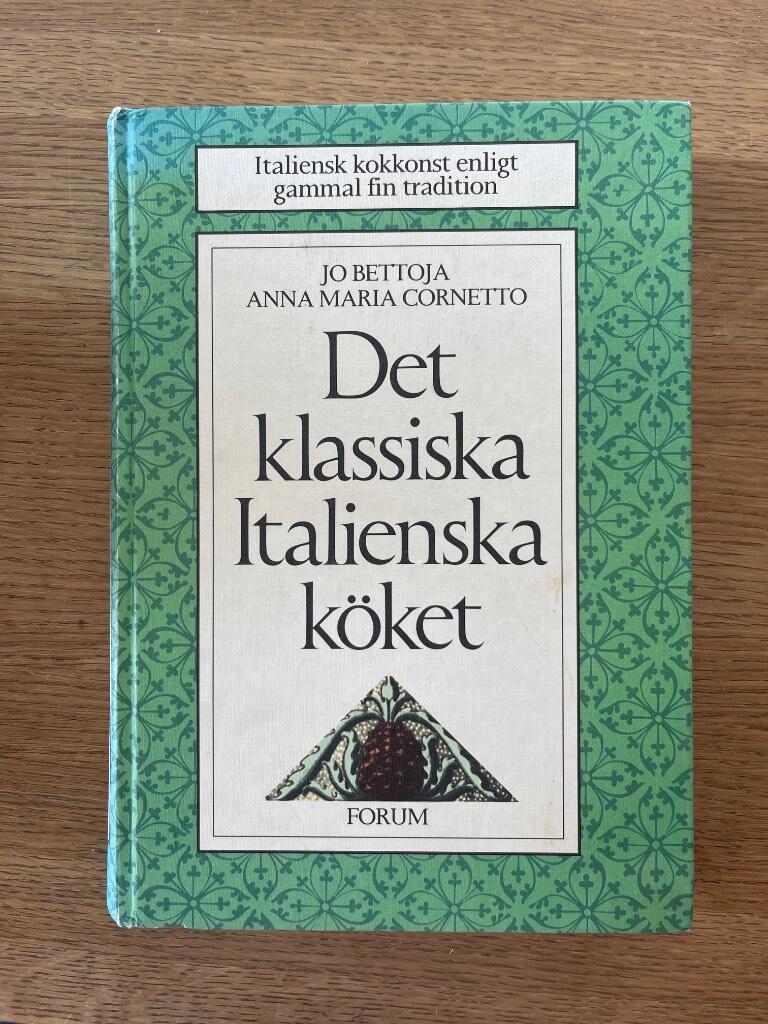 Italiensk kokkonst enligt
gammal fin tradition
JO BETTOJA
ANNA MARIA CORNETTO
Det
klassiska
Italienska
köket
FORUM